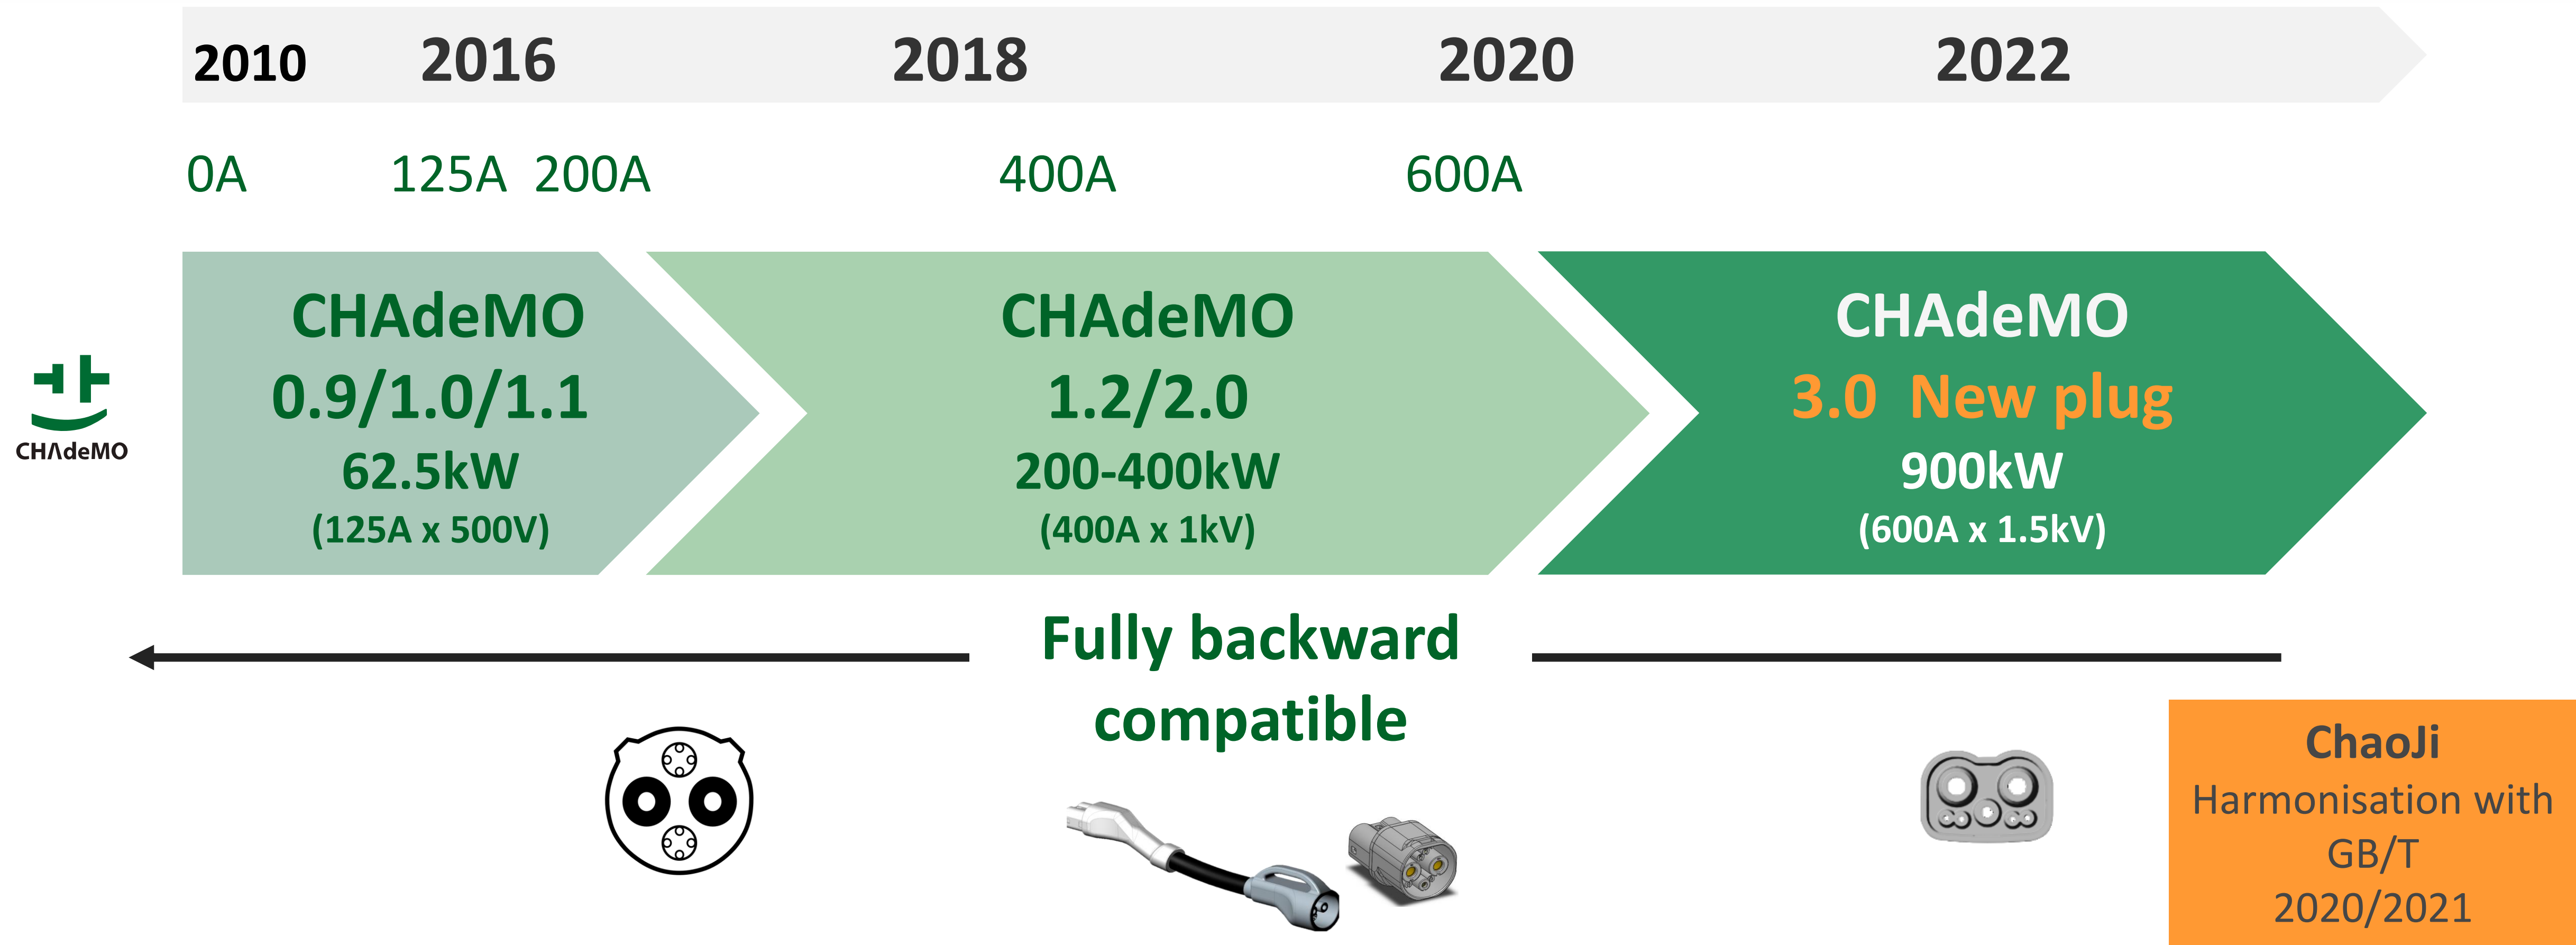 2010 2016 2018 2020 2022
0A 125A 200A 400A 600A
CHAdeMO
0.9/1.0/1.1
62.5kW
(125A x 500V)
CHAdeMO
1.2/2.0
200-400kW
(400A x 1kV)
CHAdeMO
3.0 New plug
900kW
(600A x 1.5kV)
CHAdeMO
Fully backward
compatible
ChaoJi
Harmonisation with
GB/T
2020/2021